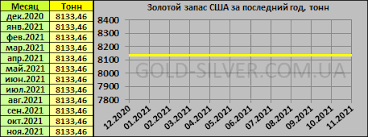 Месяц Тонн
дек.2020 8133,46
янв.2021 8133,46
фев.2021 8133,46
мар.2021 8133,46
апр.2021 8133,46
май.2021 8133,46
июн.2021 8133,46
июл.2021 8133,46
авг.2021 8133,46
сен.2021 8133,46
окт.2021 8133,46
ноя.2021 8133,46
Золотой запас США за последний год, тонн
8400
8300
8200
8100
8000
7900
7800
GOLD-SILVER.COM.UA
12.2020
01.2021
02.2021
03.2021
04.2021
05.2021
06.2021
07.2021
08.2021
09.2021
10.2021
11.2021